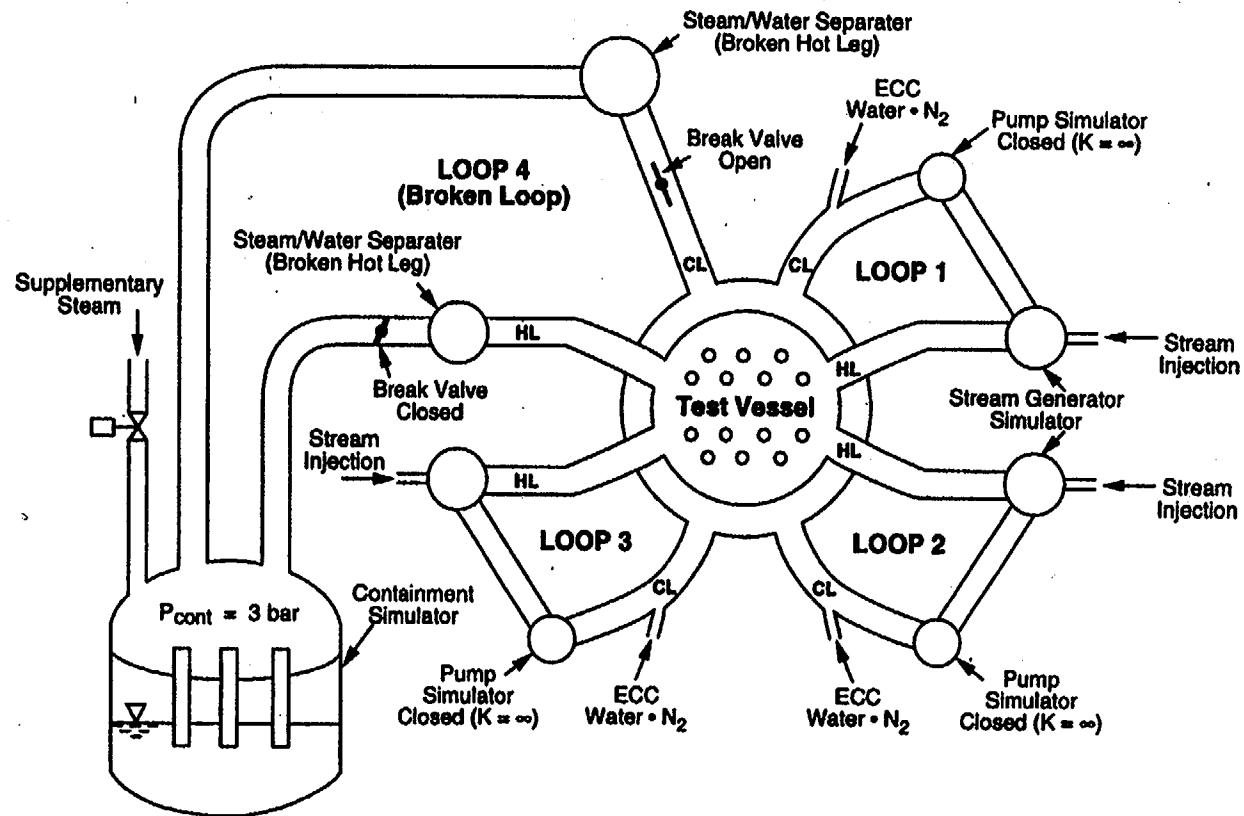 Steam/Water Separater
(Broken Hot Leg)
ECC
Water • N2
Pump Simulator
Closed (K = ∞)
Break Valve
Open
LOOP 4
(Broken Loop)
Steam/Water Separater
(Broken Hot Leg)
Supplementary
Steam
CL
CL
LOOP 1
HL
Break Valve
Closed
HL
Stream
Injection
Test Vessel
Stream Generator
Simulator
Stream
Injection
HL
HL
Stream
Injection
LOOP 3
LOOP 2
Pcont = 3 bar
Containment
Simulator
CL
CL
Pump
Simulator
Closed (K = ∞)
ECC
Water • N2
ECC
Water • N2
Pump
Simulator
Closed (K = ∞)